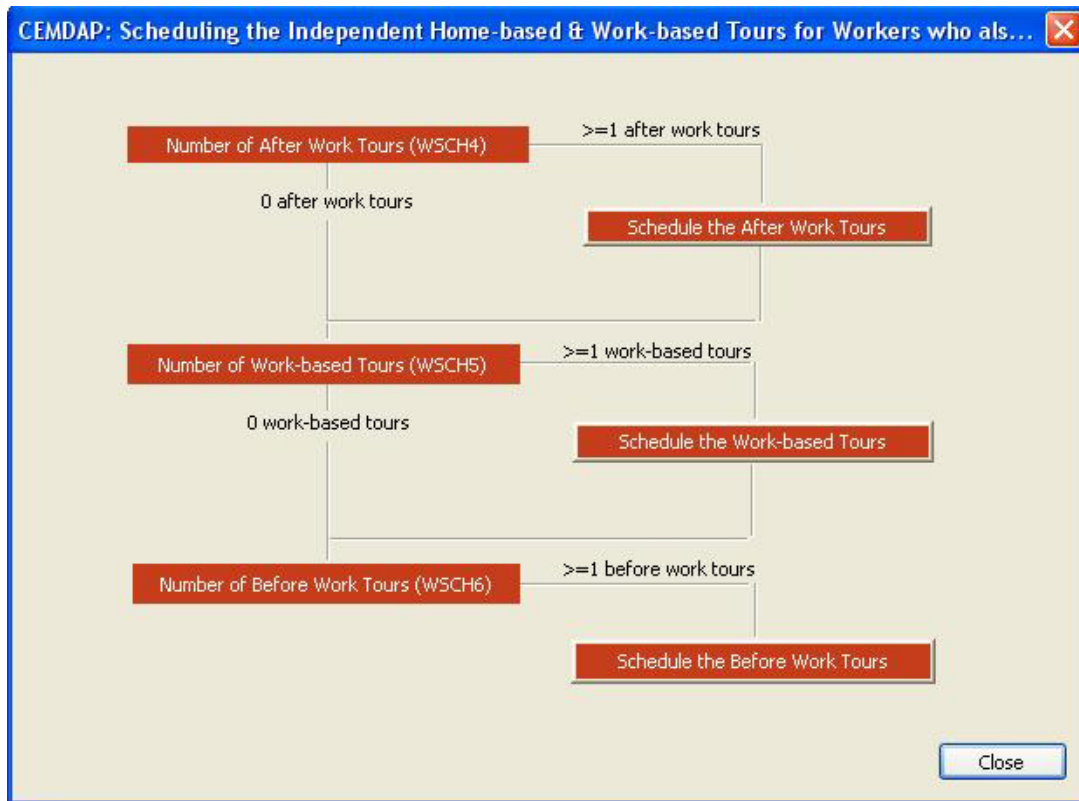 CEMDAP: Scheduling the Independent Home-based & Work-based Tours for Workers who als...
>=1 after work tours
Number of After Work Tours (WSCH4)
0 after work tours
Schedule the After Work Tours
>=1 work-based tours
Number of Work-based Tours (WSCH5)
0 work-based tours
Schedule the Work-based Tours
>=1 before work tours
Number of Before Work Tours (WSCH6)
Schedule the Before Work Tours
Close